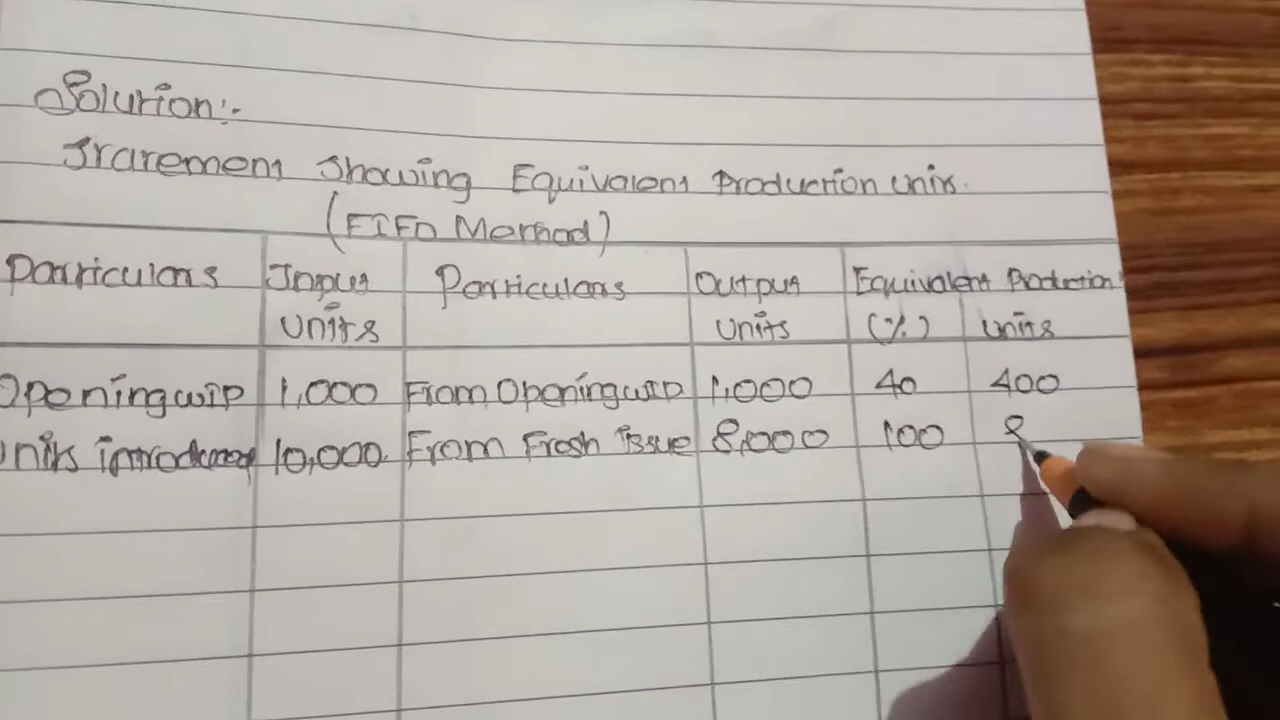 Solution:-
Statement Showing Equivalent Production units.
(FIFO Method)
Particulars Input Particulars Output Equivalent Production
Units Units (%) Units
Opening WIP 1,000 From Opening WIP 1,000 40 400
Units introduced 10,000 From Fresh issue 8,000 100 8